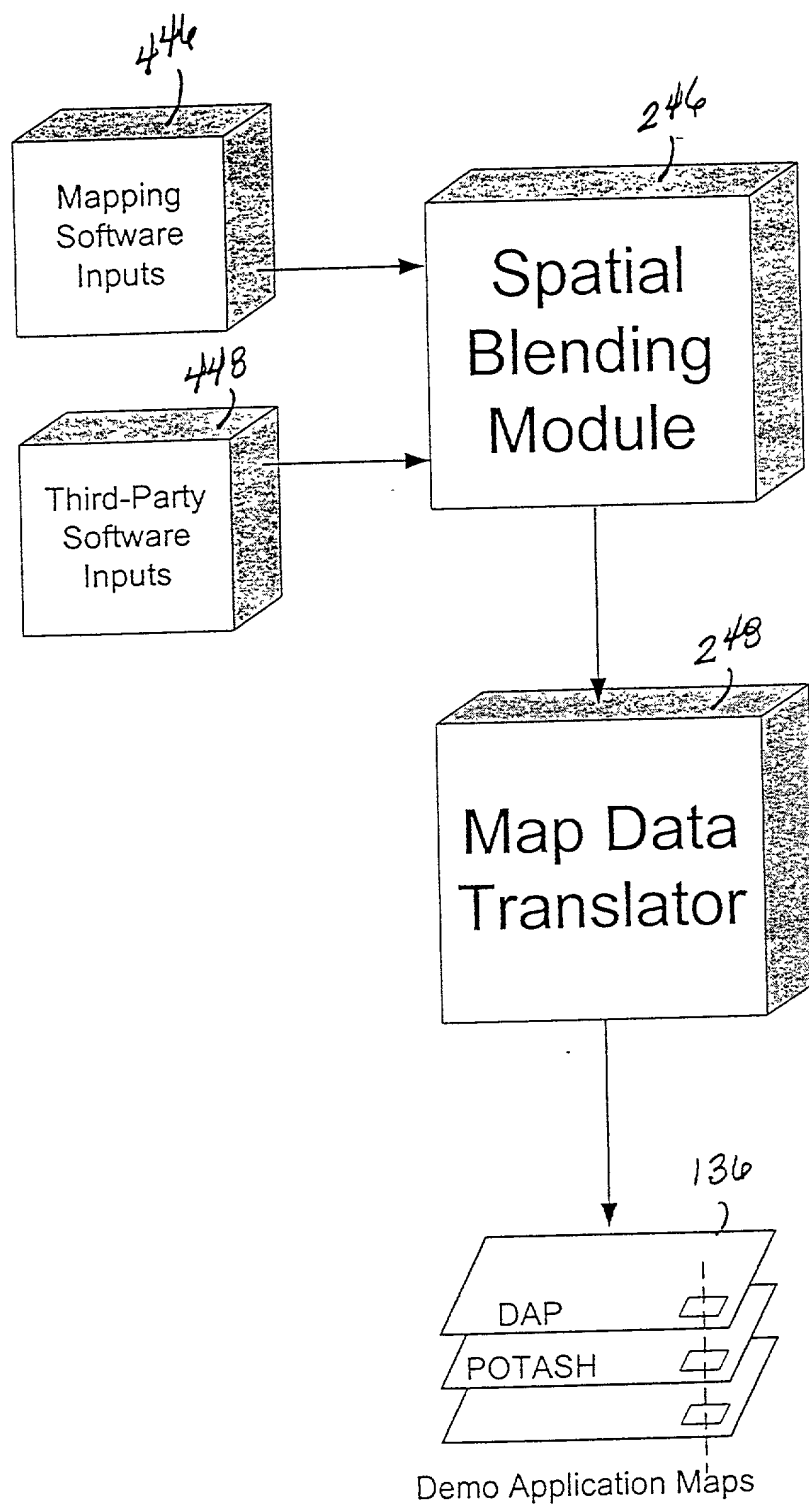 446
Mapping
Software
Inputs
246
Spatial
Blending
Module
448
Third-Party
Software
Inputs
248
Map Data
Translator
136
DAP
POTASH
Demo Application Maps